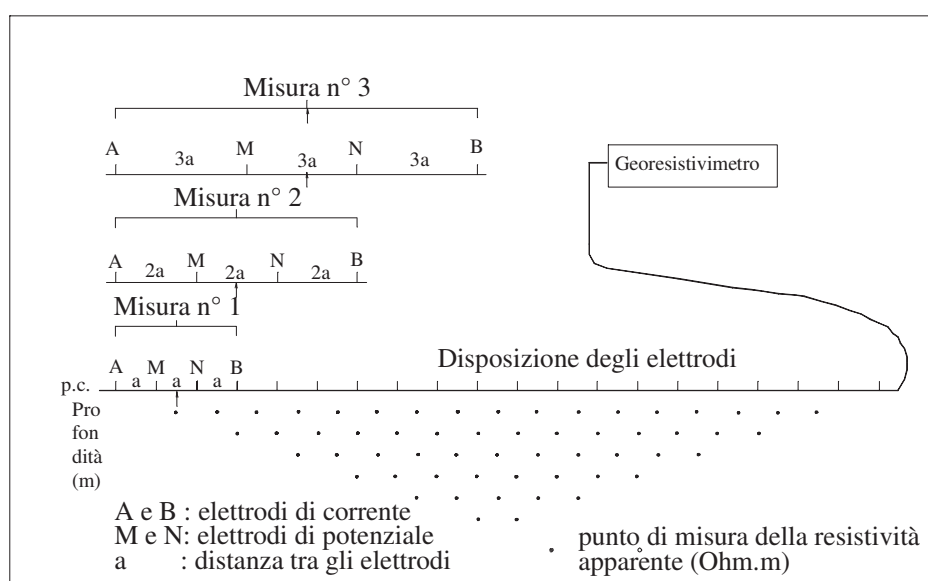 Misura n° 3
A M N B
3a 3a 3a
Georesistivimetro
Misura n° 2
A M N B
2a 2a 2a
Misura n° 1
A M N B
a a a
Disposizione degli elettrodi
p.c.
Pro
fon
dità
(m)
A e B : elettrodi di corrente
M e N: elettrodi di potenziale
a : distanza tra gli elettrodi
punto di misura della resistività
apparente (Ohm.m)